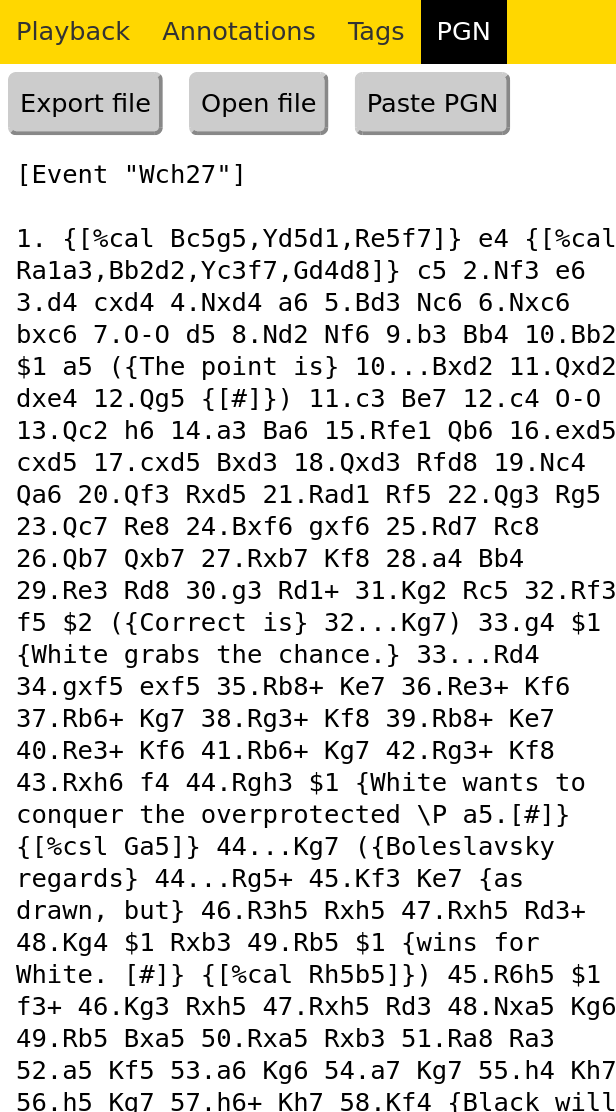 Playback Annotations Tags PGN
Export file Open file Paste PGN
[Event "Wch27"]
1. {[%cal Bc5g5,Yd5d1,Re5f7]} e4 {[%cal
Ra1a3,Bb2d2,Yc3f7,Gd4d8]} c5 2.Nf3 e6
3.d4 cxd4 4.Nxd4 a6 5.Bd3 Nc6 6.Nxc6
bxc6 7.O-O d5 8.Nd2 Nf6 9.b3 Bb4 10.Bb2
$1 a5 ({The point is} 10...Bxd2 11.Qxd2
dxe4 12.Qg5 {[#]}) 11.c3 Be7 12.c4 O-O
13.Qc2 h6 14.a3 Ba6 15.Rfe1 Qb6 16.exd5
cxd5 17.cxd5 Bxd3 18.Qxd3 Rfd8 19.Nc4
Qa6 20.Qf3 Rxd5 21.Rad1 Rf5 22.Qg3 Rg5
23.Qc7 Re8 24.Bxf6 gxf6 25.Rd7 Rc8
26.Qb7 Qxb7 27.Rxb7 Kf8 28.a4 Bb4
29.Re3 Rd8 30.g3 Rd1+ 31.Kg2 Rc5 32.Rf3
f5 $2 ({Correct is} 32...Kg7) 33.g4 $1
{White grabs the chance.} 33...Rd4
34.gxf5 exf5 35.Rb8+ Ke7 36.Re3+ Kf6
37.Rb6+ Kg7 38.Rg3+ Kf8 39.Rb8+ Ke7
40.Re3+ Kf6 41.Rb6+ Kg7 42.Rg3+ Kf8
43.Rxh6 f4 44.Rgh3 $1 {White wants to
conquer the overprotected \P a5.[#]}
{[%csl Ga5]} 44...Kg7 ({Boleslavsky
regards} 44...Rg5+ 45.Kf3 Ke7 {as
drawn, but} 46.R3h5 Rxh5 47.Rxh5 Rd3+
48.Kg4 $1 Rxb3 49.Rb5 $1 {wins for
White. [#]} {[%cal Rh5b5]}) 45.R6h5 $1
f3+ 46.Kg3 Rxh5 47.Rxh5 Rd3 48.Nxa5 Kg6
49.Rb5 Bxa5 50.Rxa5 Rxb3 51.Ra8 Ra3
52.a5 Kf5 53.a6 Kg6 54.a7 Kg7 55.h4 Kh7
56.h5 Kg7 57.h6+ Kh7 58.Kf4 {Black will